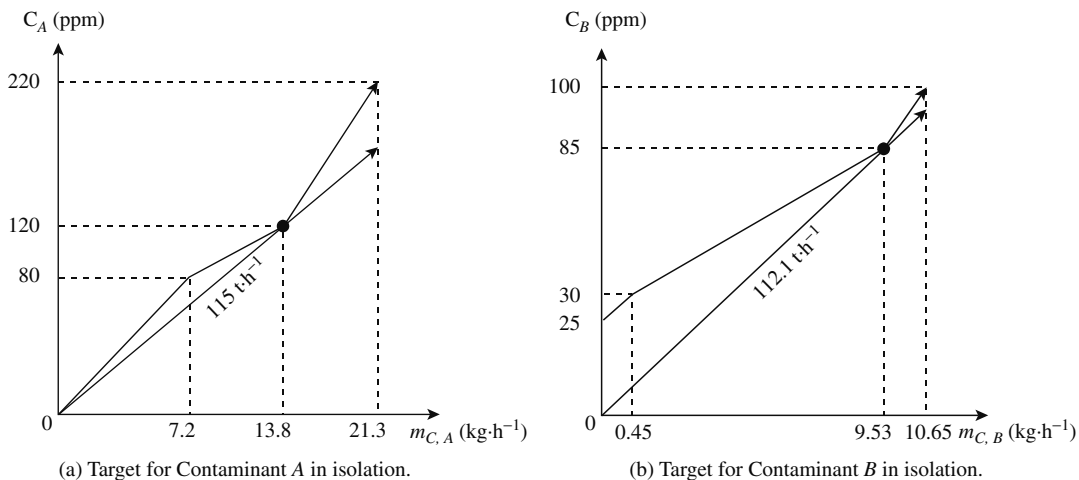 C_A (ppm)
220
120
80
0
115 t·h⁻¹
7.2
13.8
21.3
m_{C, A} (kg·h⁻¹)
(a) Target for Contaminant A in isolation.
C_B (ppm)
100
85
30
25
0
112.1 t·h⁻¹
0.45
9.53
10.65
m_{C, B} (kg·h⁻¹)
(b) Target for Contaminant B in isolation.